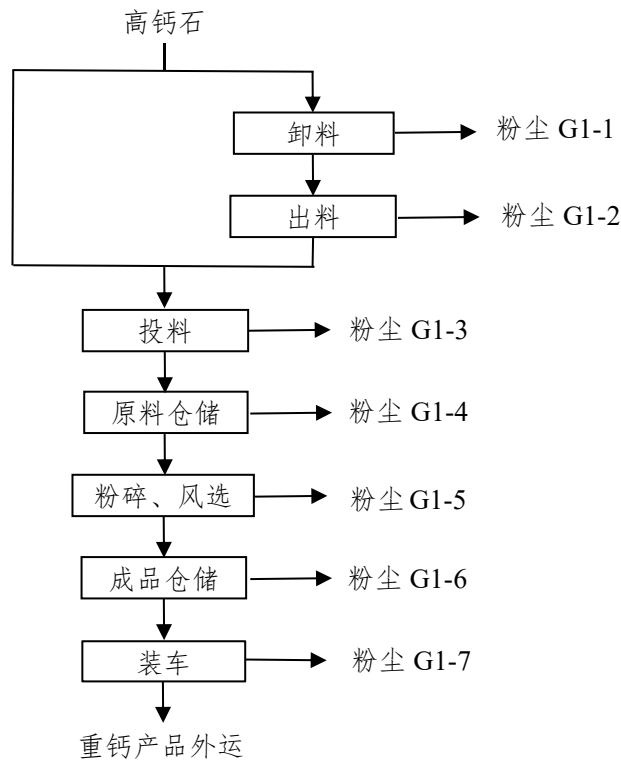 高钙石
卸料
粉尘 G1-1
出料
粉尘 G1-2
投料
粉尘 G1-3
原料仓储
粉尘 G1-4
粉碎、风选
粉尘 G1-5
成品仓储
粉尘 G1-6
装车
粉尘 G1-7
重钙产品外运